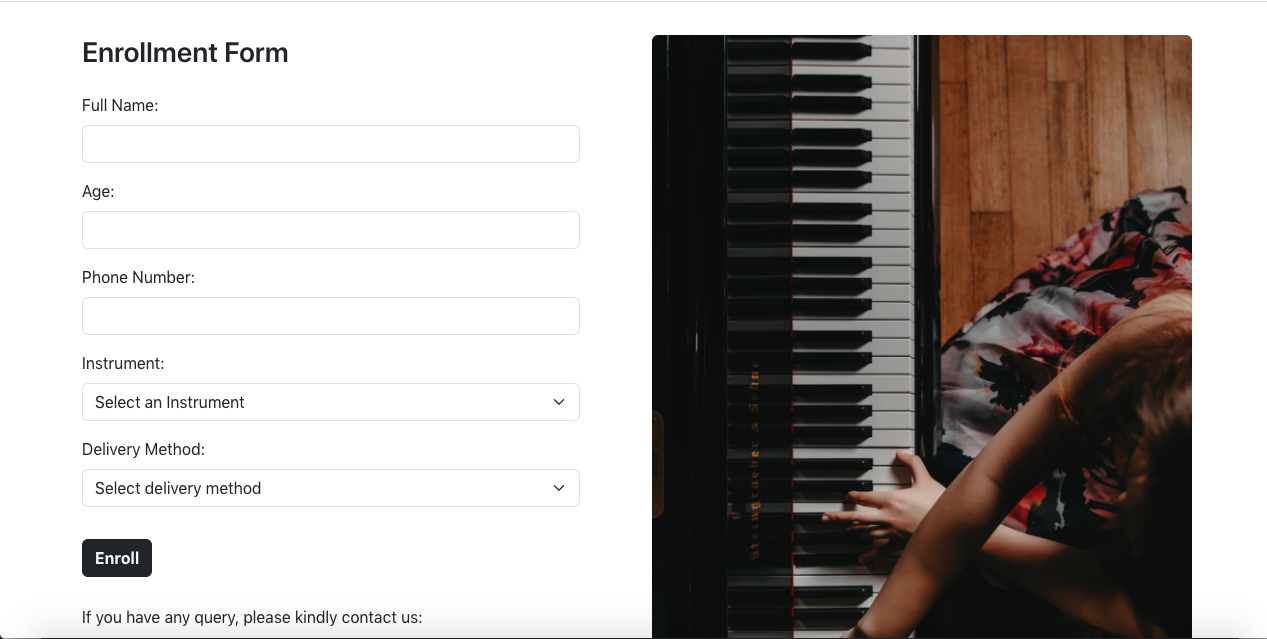 Enrollment Form
Full Name:
Age:
Phone Number:
Instrument:
Select an Instrument
Delivery Method:
Select delivery method
Enroll
If you have any query, please kindly contact us:
Steingraeber & Söhne